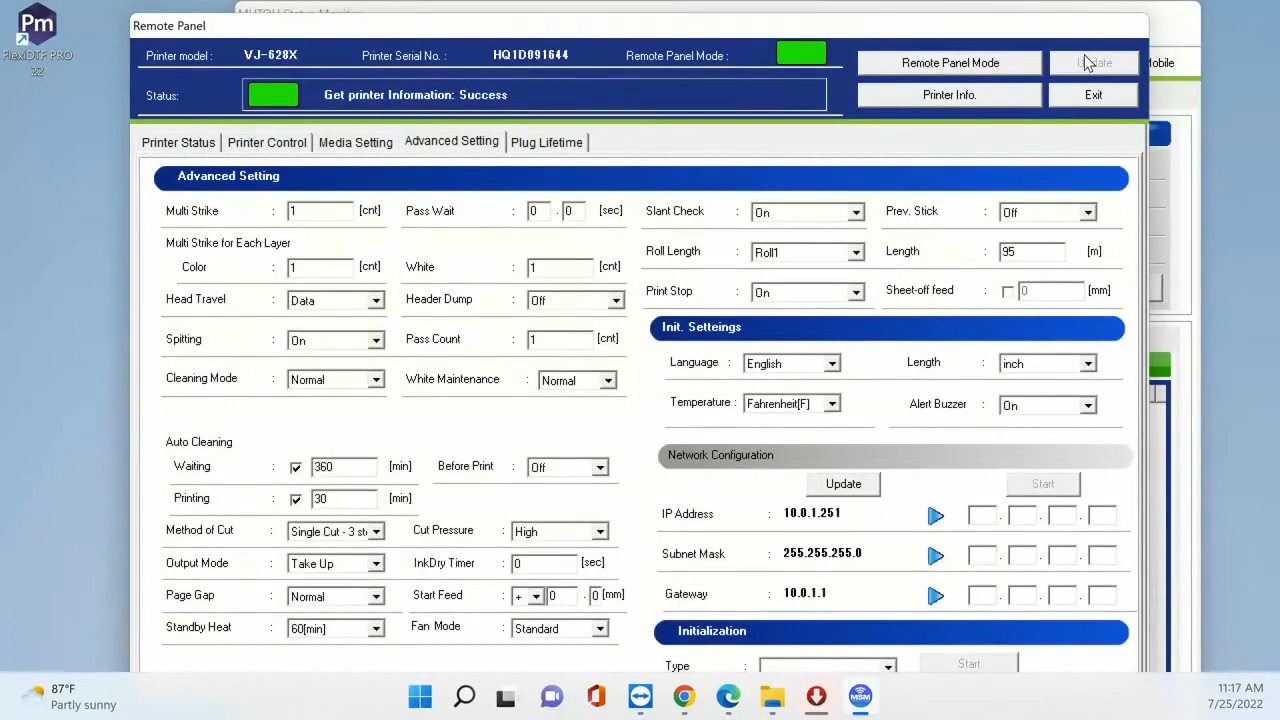 MUTOH Status Monitor
Remote Panel
Pm
FlexiDTF PRO
22
Printer model : VJ-628X Printer Serial No. : HQ1D091644 Remote Panel Mode :
Remote Panel Mode Update Mobile
Status: Get printer Information: Success
Printer Info. Exit
Printer Status Printer Control Media Setting Advanced Setting Plug Lifetime
Advanced Setting
Multi Strike : 1 [cnt] Pass Wait : 0 . 0 [sec] Slant Check : On Prev. Stick : Off
Multi Strike for Each Layer
Roll Length : Roll1 Length : 95 [m]
Color : 1 [cnt] White : 1 [cnt]
Print Stop : On Sheet-off feed : 0 [mm]
Head Travel : Data Header Dump : Off
Init. Setteings
Spitting : On Pass Count : 1 [cnt]
Language : English Length : inch
Cleaning Mode : Normal White Maintenance : Normal
Temperature : Fahrenheit[F] Alert Buzzer : On
Auto Cleaning
Network Configuration
Waiting : 360 [min] Before Print : Off
Update Start
Printing : 30 [min]
IP Address : 10.0.1.251 . . .
Method of Cut : Single Cut - 3 st Cut Pressure : High
Subnet Mask : 255.255.255.0 . . .
Output Mode : Take Up InkDry Timer : 0 [sec]
Gateway : 10.0.1.1 . . .
Page Gap : Normal Start Feed : + 0 . 0 [mm]
Standby Heat : 60[min] Fan Mode : Standard
Initialization
Type : Start
87°F
Partly sunny
MSM
11:17 AM
7/25/2022